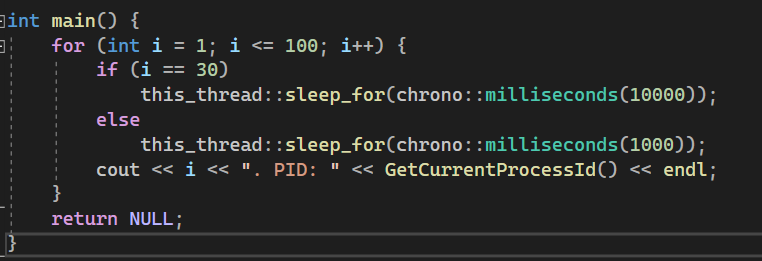 int main() {
    for (int i = 1; i <= 100; i++) {
        if (i == 30)
            this_thread::sleep_for(chrono::milliseconds(10000));
        else
            this_thread::sleep_for(chrono::milliseconds(1000));
        cout << i << ". PID: " << GetCurrentProcessId() << endl;
    }
    return NULL;
}